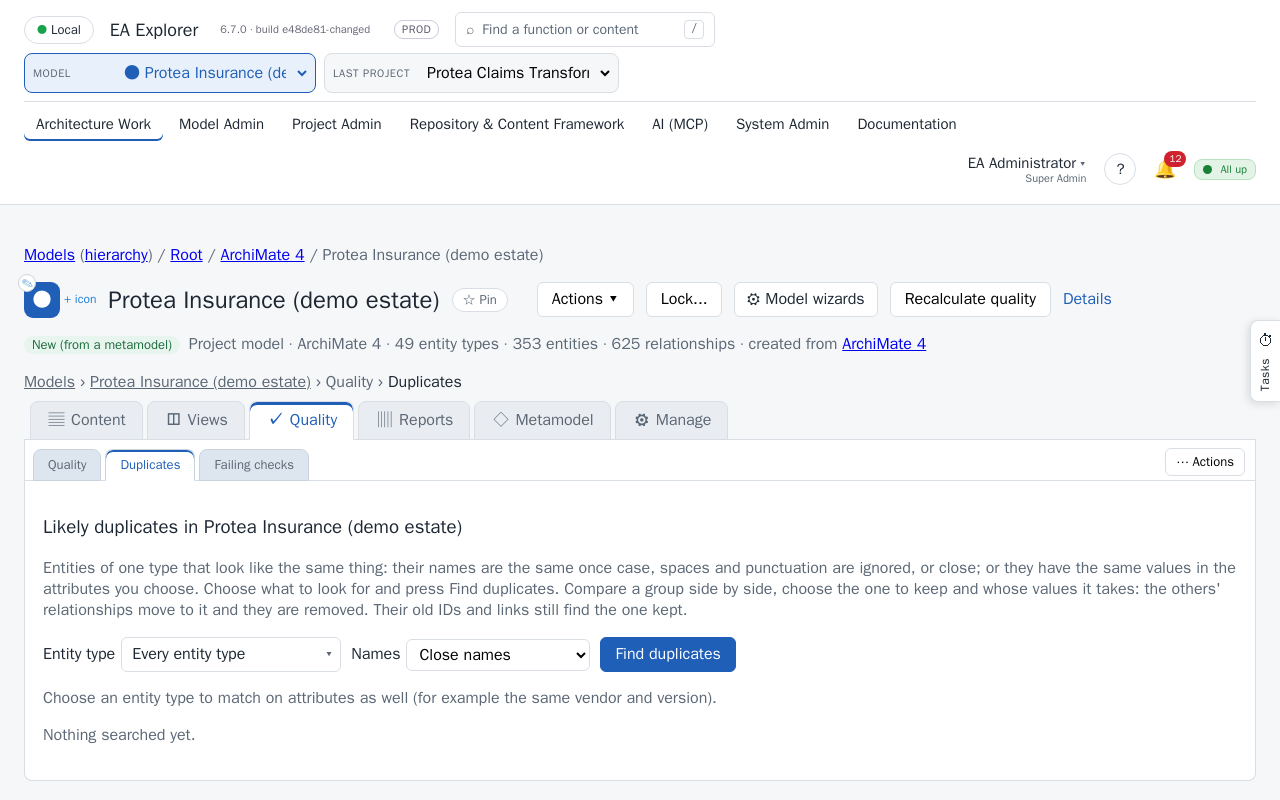 Local
EA Explorer
6.7.0 · build e48de81-changed
PROD
Find a function or content
/
MODEL
Protea Insurance (de
LAST PROJECT
Protea Claims Transforı
Architecture Work
Model Admin
Project Admin
Repository & Content Framework
AI (MCP)
System Admin
Documentation
EA Administrator
Super Admin
?
12
All up
Models (hierarchy) / Root / ArchiMate 4 / Protea Insurance (demo estate)
+ icon
Protea Insurance (demo estate)
☆ Pin
Actions ▾
Lock...
⚙ Model wizards
Recalculate quality
Details
New (from a metamodel)
Project model · ArchiMate 4 · 49 entity types · 353 entities · 625 relationships · created from ArchiMate 4
Tasks
Models › Protea Insurance (demo estate) › Quality › Duplicates
Content
Views
✓ Quality
Reports
Metamodel
Manage
Quality
Duplicates
Failing checks
··· Actions
Likely duplicates in Protea Insurance (demo estate)
Entities of one type that look like the same thing: their names are the same once case, spaces and punctuation are ignored, or close; or they have the same values in the
attributes you choose. Choose what to look for and press Find duplicates. Compare a group side by side, choose the one to keep and whose values it takes: the others'
relationships move to it and they are removed. Their old IDs and links still find the one kept.
Entity type
Every entity type
Names
Close names
Find duplicates
Choose an entity type to match on attributes as well (for example the same vendor and version).
Nothing searched yet.